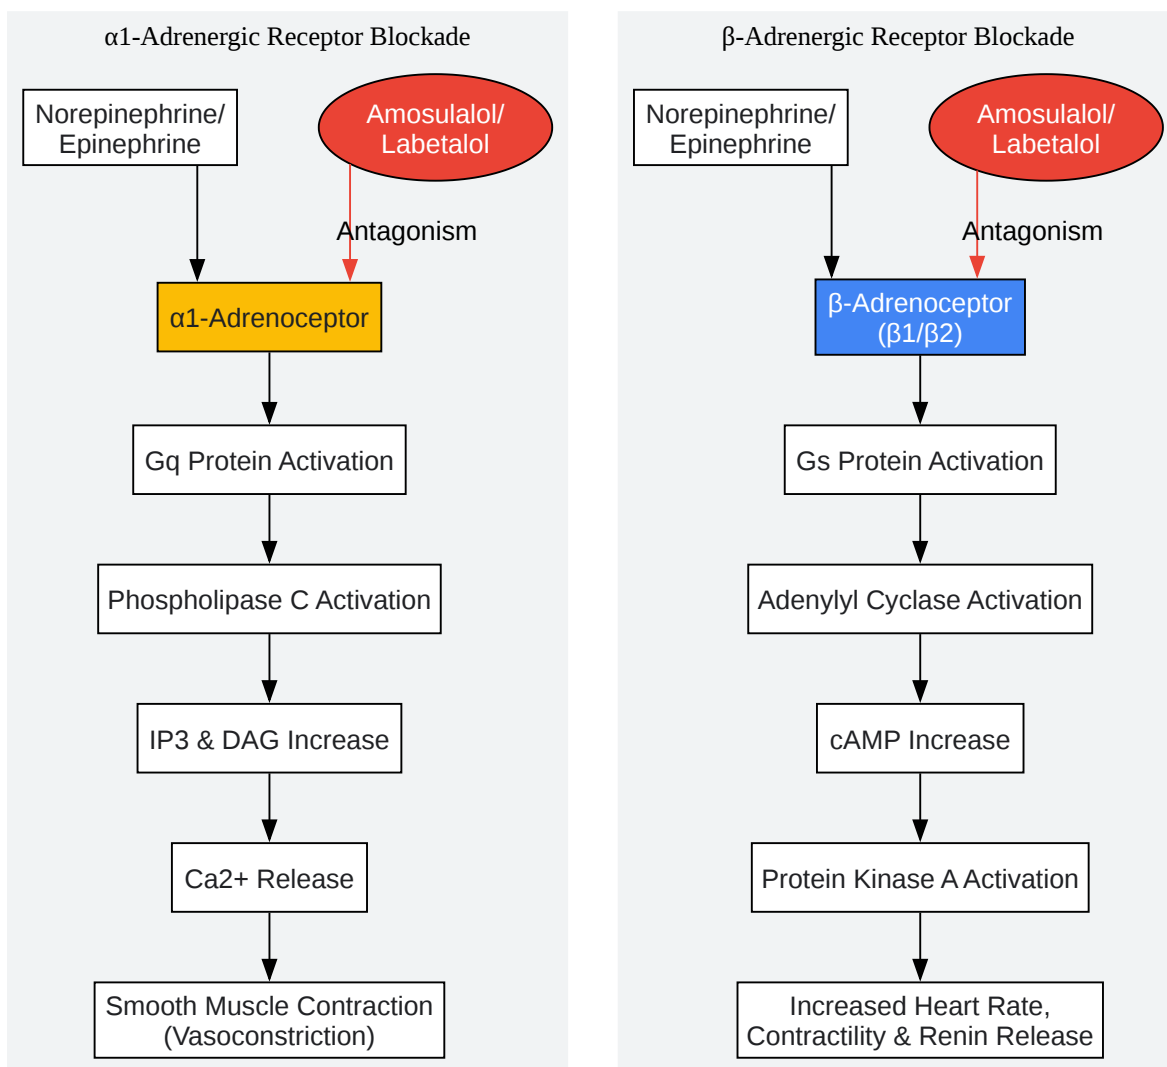 α1-Adrenergic Receptor Blockade
Norepinephrine/
Epinephrine
Amosulalol/
Labetalol
Antagonism
α1-Adrenoceptor
Gq Protein Activation
Phospholipase C Activation
IP3 & DAG Increase
Ca2+ Release
Smooth Muscle Contraction
(Vasoconstriction)
β-Adrenergic Receptor Blockade
Norepinephrine/
Epinephrine
Amosulalol/
Labetalol
Antagonism
β-Adrenoceptor
(β1/β2)
Gs Protein Activation
Adenylyl Cyclase Activation
cAMP Increase
Protein Kinase A Activation
Increased Heart Rate,
Contractility & Renin Release